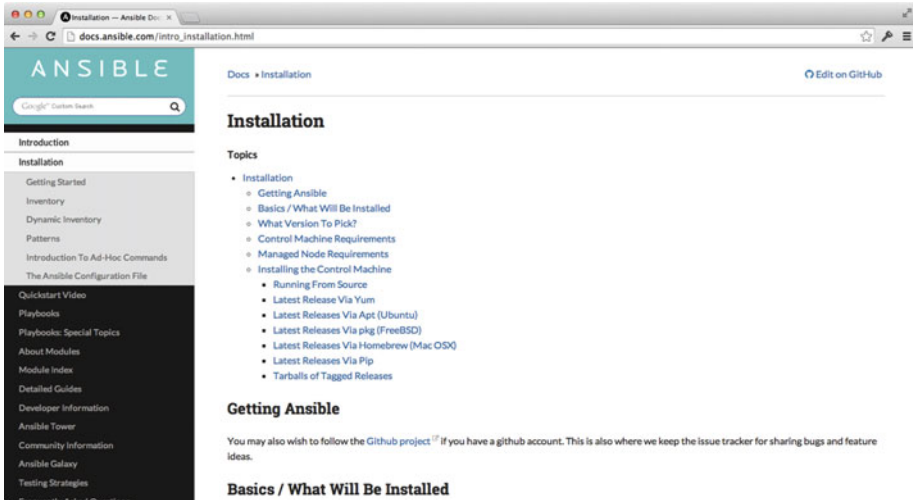 Installation — Ansible Doc
docs.ansible.com/intro_installation.html
ANSIBLE
Google™ Custom Search
Introduction
Installation
Getting Started
Inventory
Dynamic Inventory
Patterns
Introduction To Ad-Hoc Commands
The Ansible Configuration File
Quickstart Video
Playbooks
Playbooks: Special Topics
About Modules
Module Index
Detailed Guides
Developer Information
Ansible Tower
Community Information
Ansible Galaxy
Testing Strategies
Docs » Installation
Edit on GitHub
Installation
Topics
• Installation
Getting Ansible
Basics / What Will Be Installed
What Version To Pick?
Control Machine Requirements
Managed Node Requirements
Installing the Control Machine
Running From Source
Latest Release Via Yum
Latest Releases Via Apt (Ubuntu)
Latest Releases Via pkg (FreeBSD)
Latest Releases Via Homebrew (Mac OSX)
Latest Releases Via Pip
Tarballs of Tagged Releases
Getting Ansible
You may also wish to follow the Github project if you have a github account. This is also where we keep the issue tracker for sharing bugs and feature
ideas.
Basics / What Will Be Installed